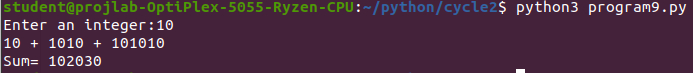 student@projlab-OptiPlex-5055-Ryzen-CPU:~/python/cycle2$ python3 program9.py
Enter an integer:10
10 + 1010 + 101010
Sum= 102030